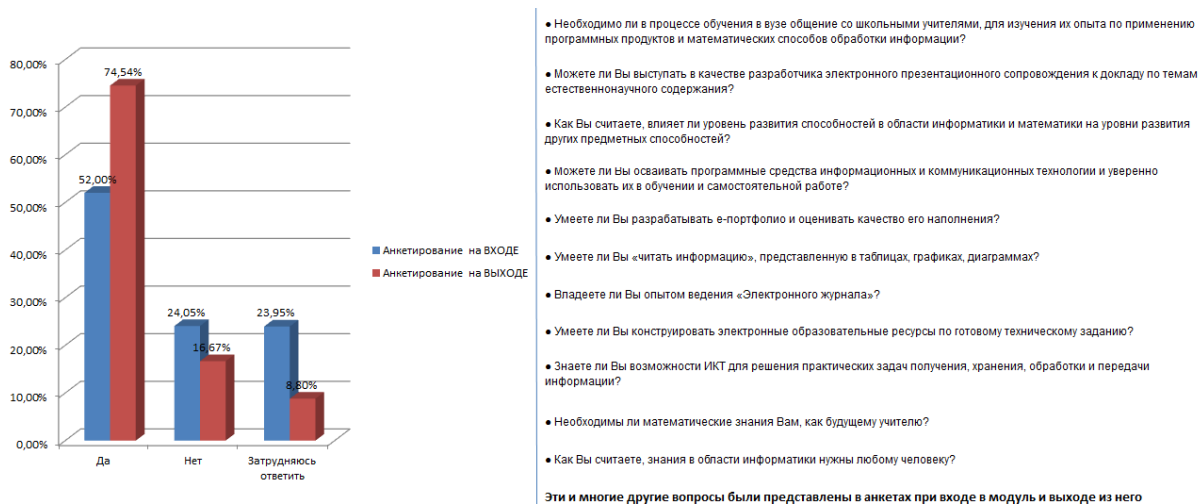 80,00%
70,00%
60,00%
50,00%
40,00%
30,00%
20,00%
10,00%
0,00%
74,54%
52,00%
24,05%
16,67%
23,95%
8,80%
Да
Нет
Затрудняюсь
ответить
Анкетирование на ВХОДЕ
Анкетирование на ВЫХОДЕ
● Необходимо ли в процессе обучения в вузе общение со школьными учителями, для изучения их опыта по применению
программных продуктов и математических способов обработки информации?
● Можете ли Вы выступать в качестве разработчика электронного презентационного сопровождения к докладу по темам
естественнонаучного содержания?
● Как Вы считаете, влияет ли уровень развития способностей в области информатики и математики на уровни развития
других предметных способностей?
● Можете ли Вы осваивать программные средства информационных и коммуникационных технологии и уверенно
использовать их в обучении и самостоятельной работе?
● Умеете ли Вы разрабатывать е-портфолио и оценивать качество его наполнения?
● Умеете ли Вы «читать информацию», представленную в таблицах, графиках, диаграммах?
● Владеете ли Вы опытом ведения «Электронного журнала»?
● Умеете ли Вы конструировать электронные образовательные ресурсы по готовому техническому заданию?
● Знаете ли Вы возможности ИКТ для решения практических задач получения, хранения, обработки и передачи
информации?
● Необходимы ли математические знания Вам, как будущему учителю?
● Как Вы считаете, знания в области информатики нужны любому человеку?
Эти и многие другие вопросы были представлены в анкетах при входе в модуль и выходе из него